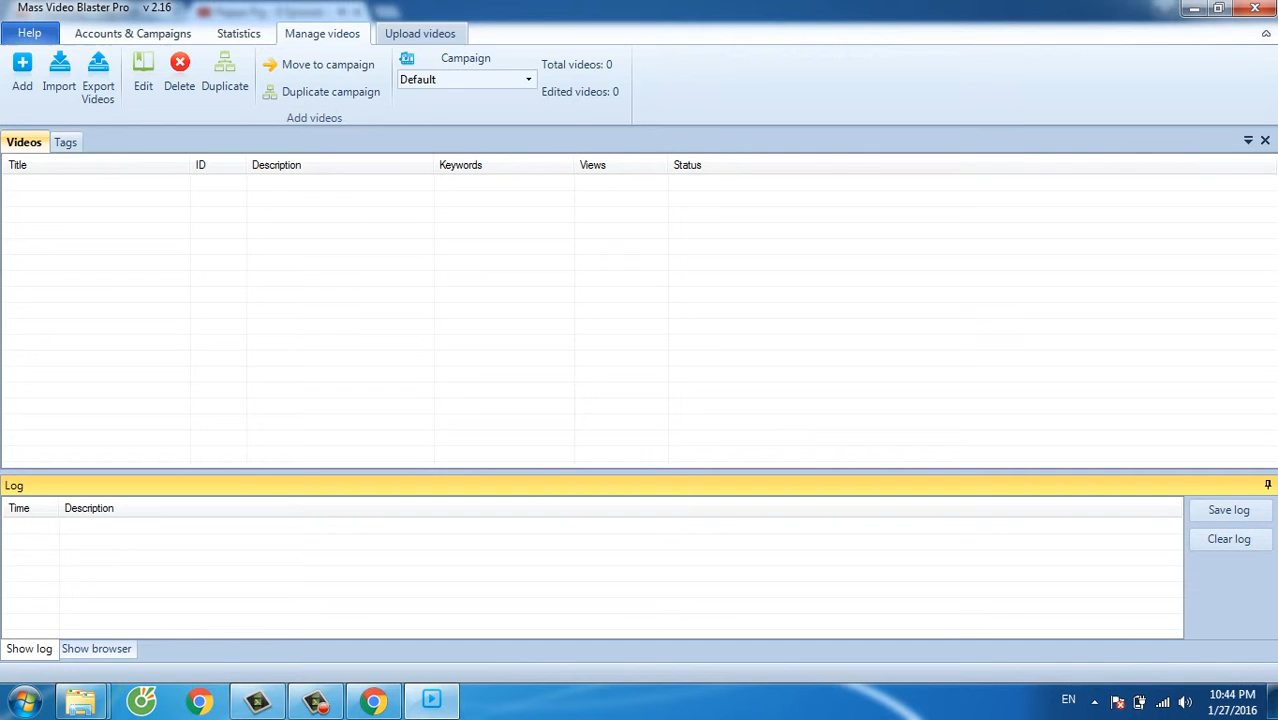 Mass Video Blaster Pro v 2.16
Help Accounts & Campaigns Statistics Manage videos Upload videos
Add Import Export Videos Edit Delete Duplicate
Move to campaign
Duplicate campaign
Campaign
Default
Total videos: 0
Edited videos: 0
Add videos
Videos Tags
Title ID Description Keywords Views Status
Log
Time Description
Save log
Clear log
Show log Show browser
EN
10:44 PM
1/27/2016